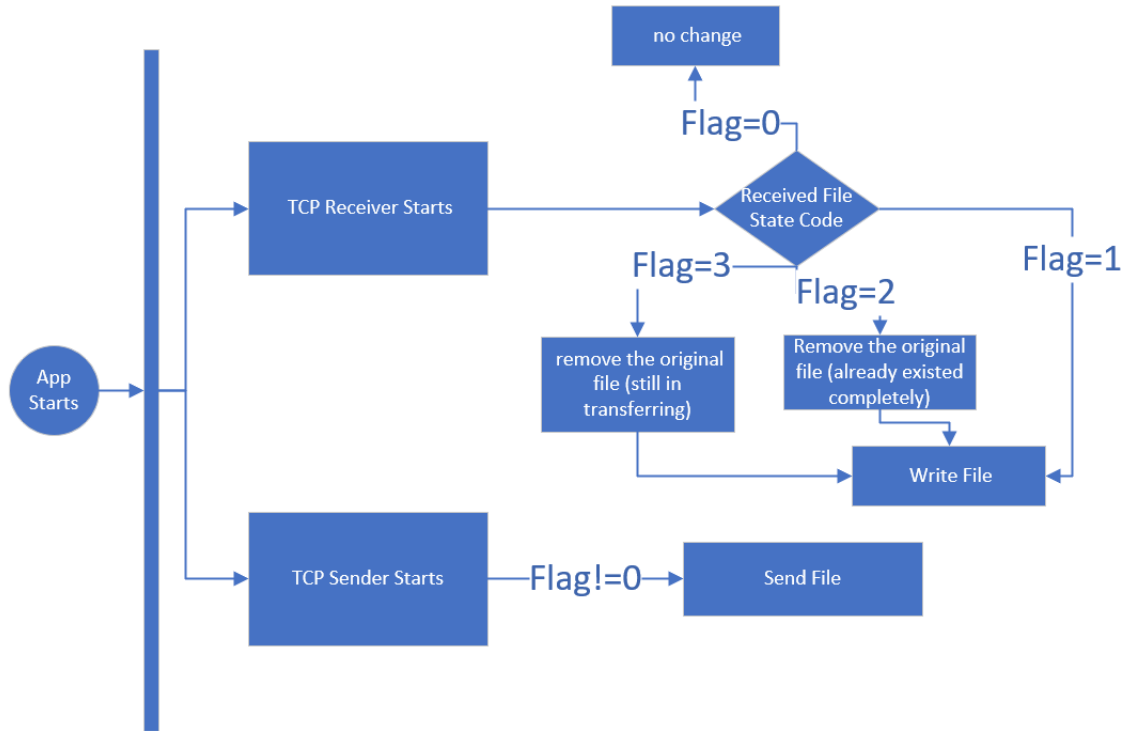 no change
Flag=0
TCP Receiver Starts
Received File
State Code
Flag=3
Flag=2
Flag=1
App
Starts
remove the original
file (still in
transferring)
Remove the original
file (already existed
completely)
Write File
TCP Sender Starts
Flag!=0
Send File